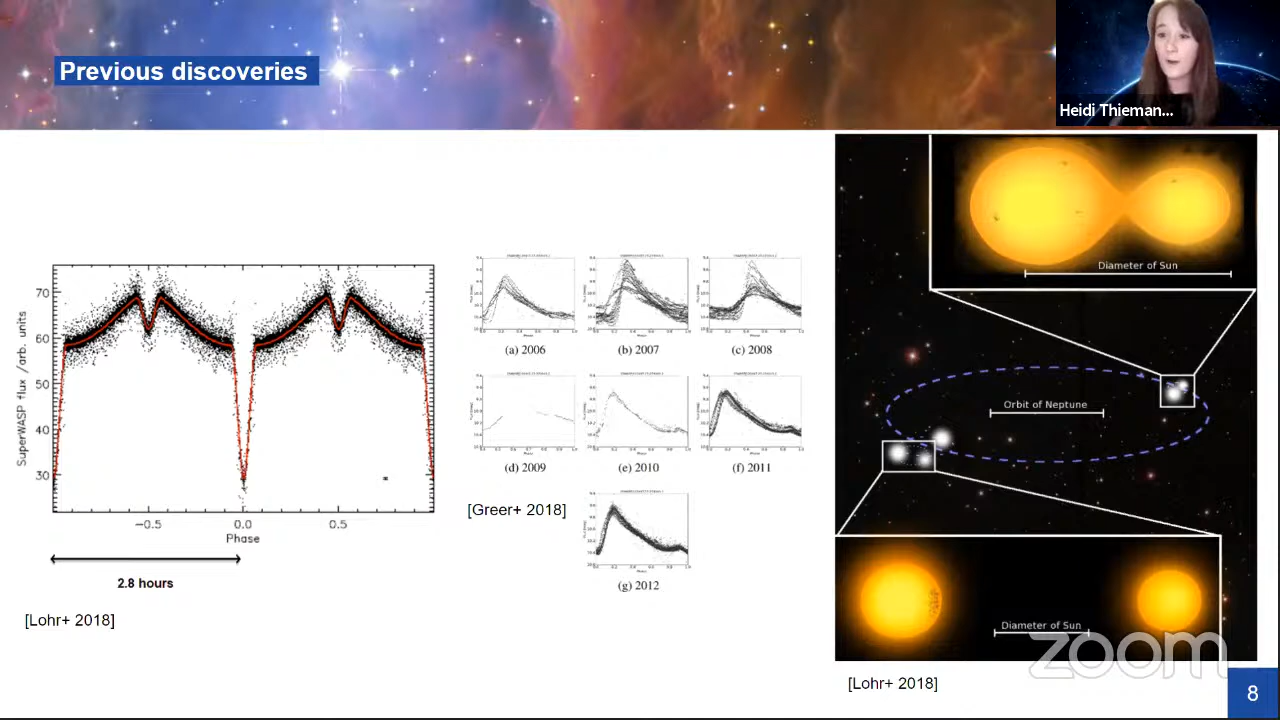 Previous discoveries
Heidi Thieman...
SuperWASP flux /arb. units
70
60
50
40
30
−0.5
0.0
0.5
Phase
2.8 hours
[Lohr+ 2018]
(a) 2006
(b) 2007
(c) 2008
(d) 2009
(e) 2010
(f) 2011
[Greer+ 2018]
(g) 2012
Diameter of Sun
Orbit of Neptune
Diameter of Sun
zoom
[Lohr+ 2018]
8